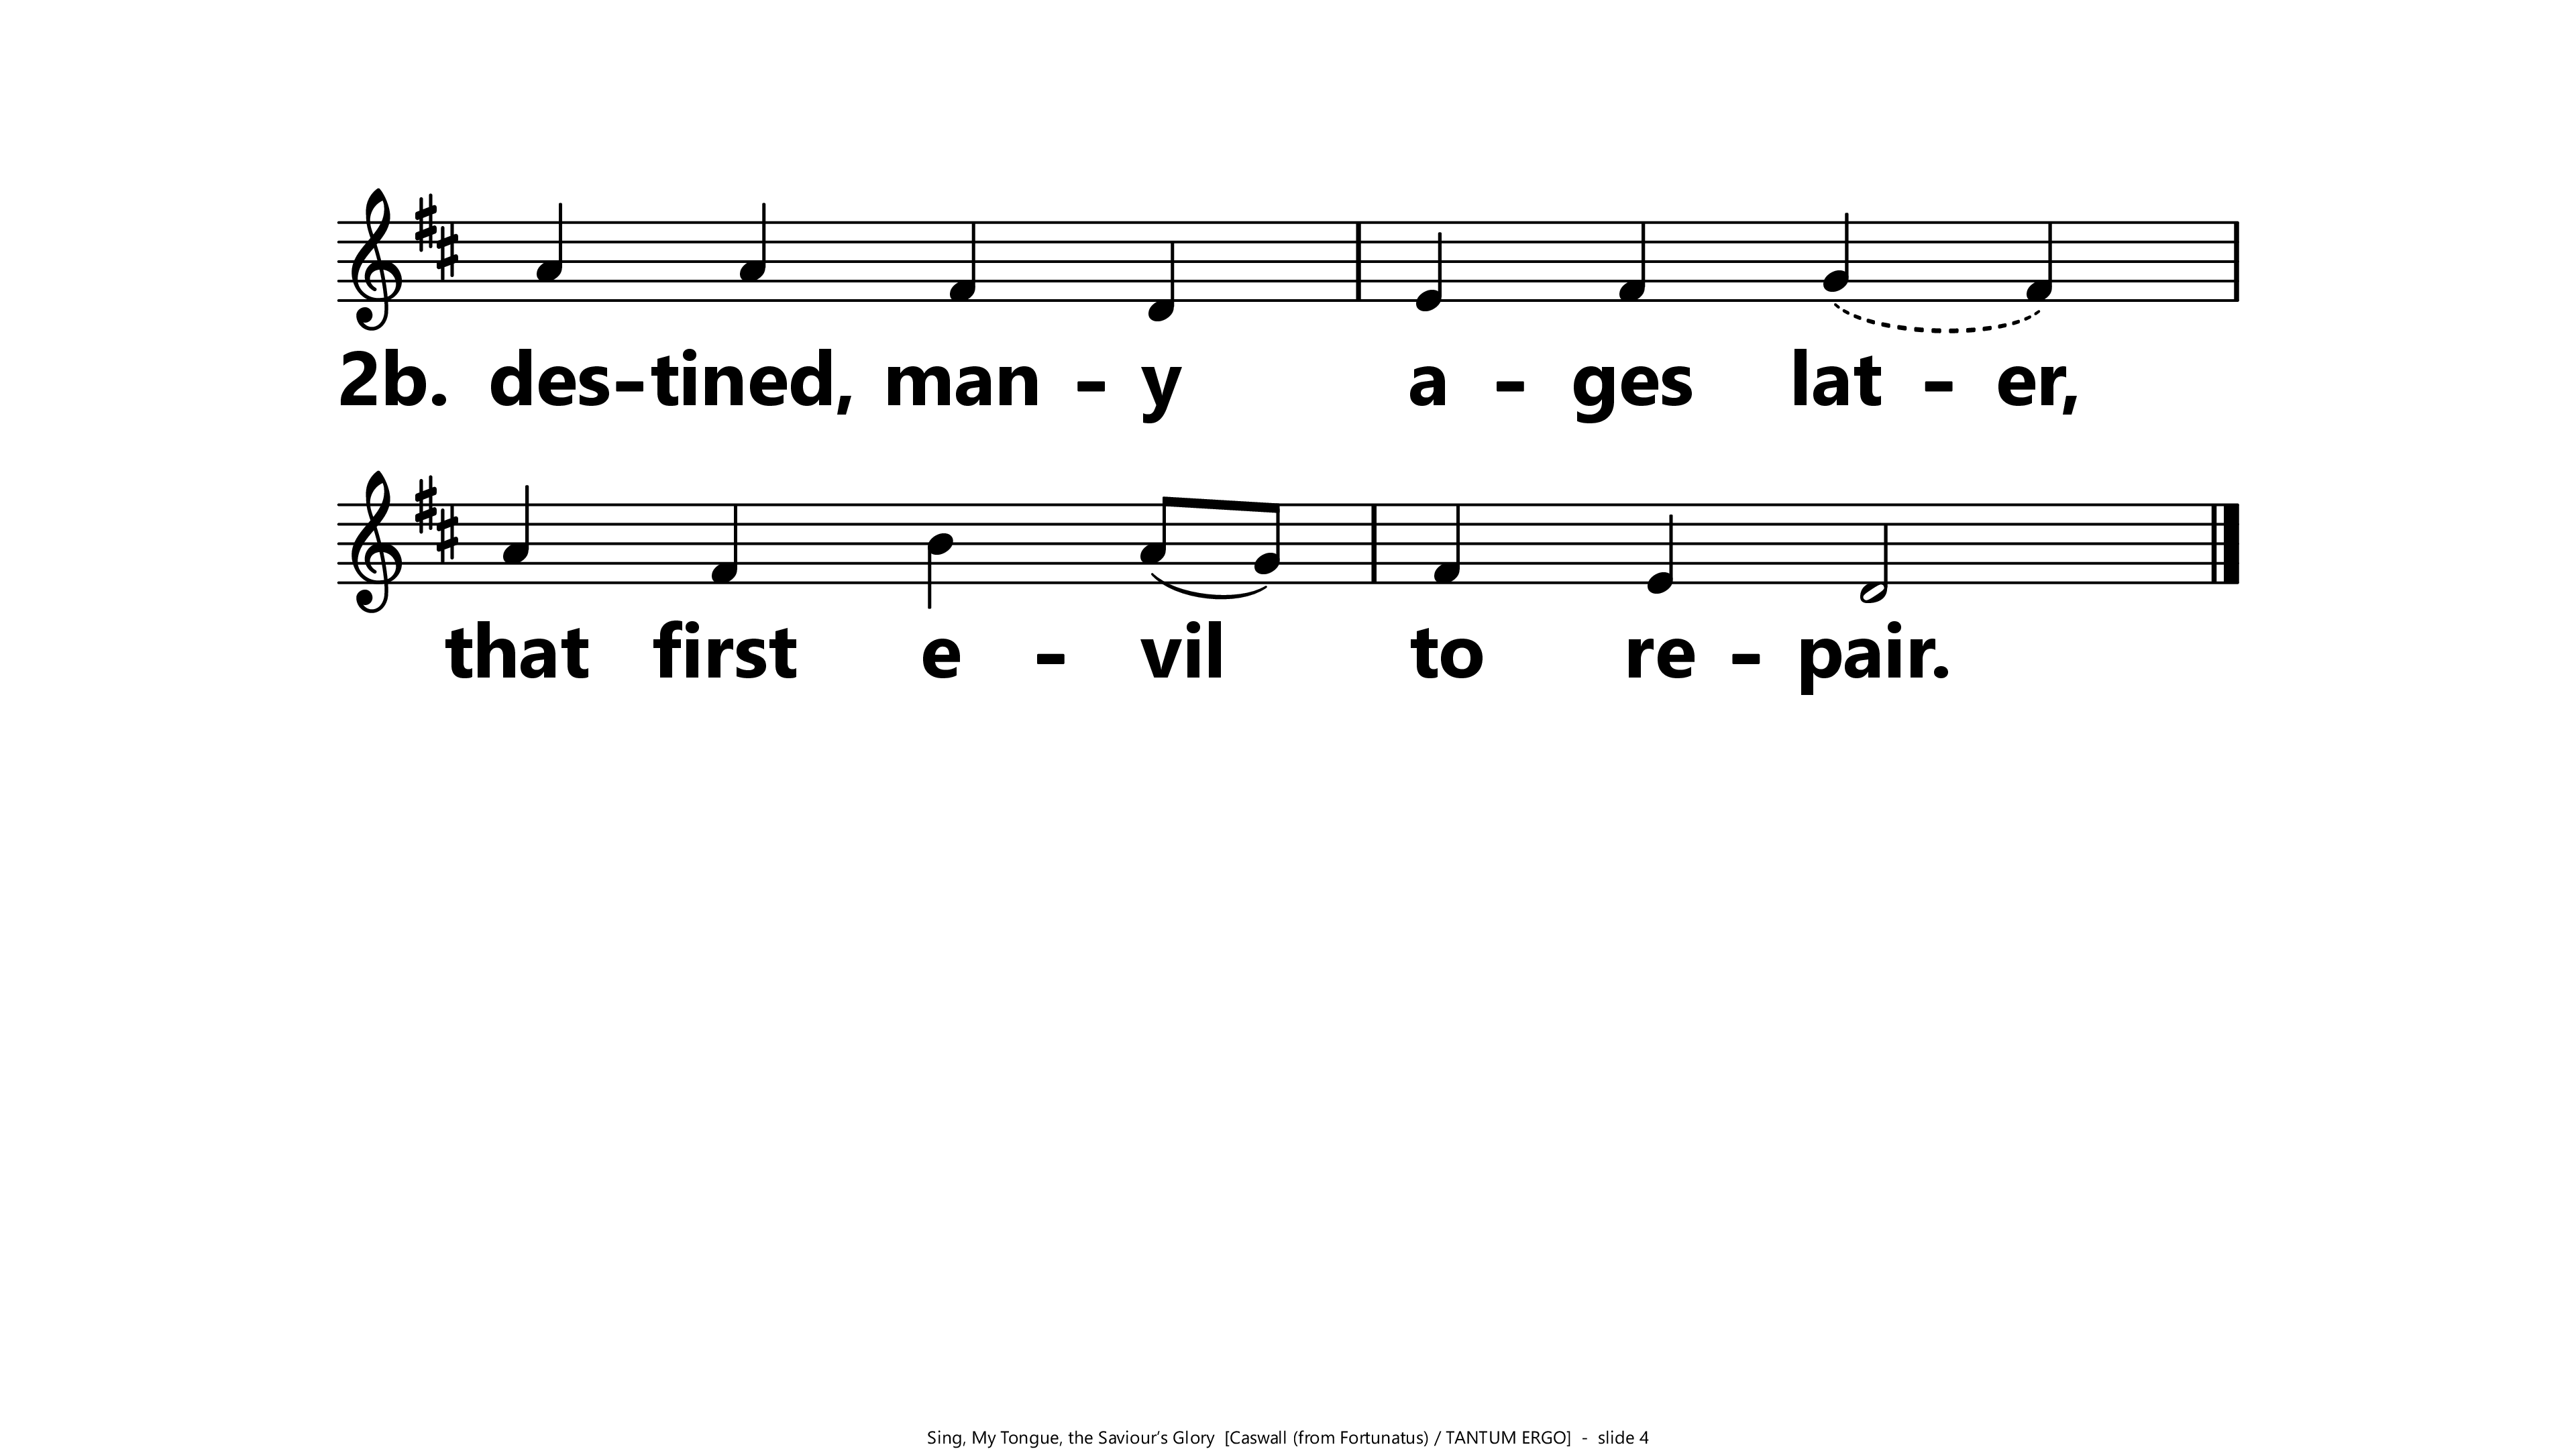 2b. des-tined, man - y a - ges lat - er,
that first e - vil to re - pair.
Sing, My Tongue, the Saviour’s Glory [Caswall (from Fortunatus) / TANTUM ERGO] - slide 4